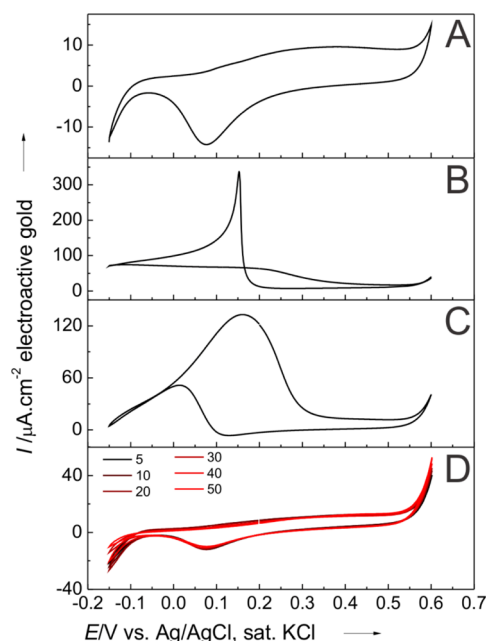 A
10
0
-10
B
300
200
100
0
C
120
60
0
D
5
10
20
30
40
50
40
0
-40
-0.2 -0.1 0.0 0.1 0.2 0.3 0.4 0.5 0.6 0.7
E/V vs. Ag/AgCl, sat. KCl
I /µA.cm⁻² electroactive gold